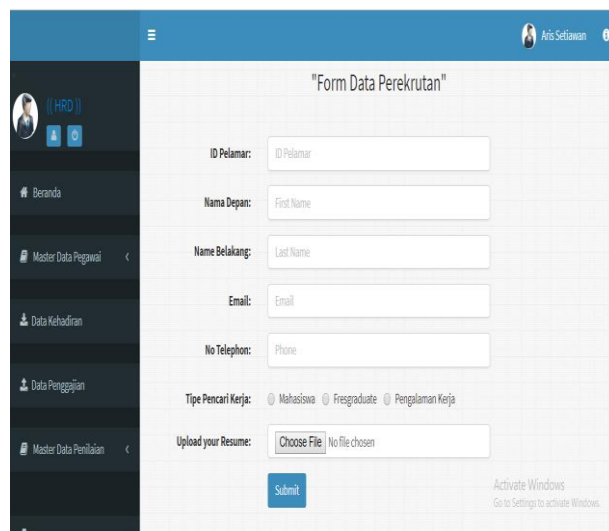 Aris Setiawan
(( HRD ))
Beranda
Master Data Pegawai
Data Kehadiran
Data Penggajian
Master Data Penilaian
"Form Data Perekrutan"
ID Pelamar: ID Pelamar
Nama Depan: First Name
Name Belakang: Last Name
Email: Email
No Telephon: Phone
Tipe Pencari Kerja: Mahasiswa Fresgraduate Pengalaman Kerja
Upload your Resume: Choose File No file chosen
Submit
Activate Windows
Go to Settings to activate Windows.